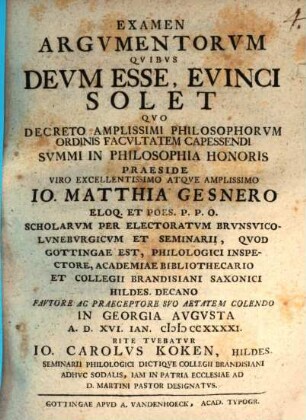 1.
EXAMEN
ARGVMENTORVM
QVIBVS
DEVM ESSE, EVINCI
SOLET
QVO
DECRETO AMPLISSIMI PHILOSOPHORVM
ORDINIS FACVLTATEM CAPESSENDI
SVMMI IN PHILOSOPHIA HONORIS
PRAESIDE
VIRO EXCELLENTISSIMO ATQVE AMPLISSIMO
IO. MATTHIA GESNERO
ELOQ. ET POES. P. P. O.
SCHOLARVM PER ELECTORATVM BRVNSVICO-
LVNEBVRGICVM ET SEMINARII, QVOD
GOTTINGAE EST, PHILOLOGICI INSPE-
CTORE, ACADEMIAE BIBLIOTHECARIO
ET COLLEGII BRANDISIANI SAXONICI
HILDES. DECANO
FAVTORE AC PRAECEPTORE SVO AETATEM COLENDO
IN GEORGIA AVGVSTA
A. D. XVI. IAN. CIƆIƆCCXXXXI.
RITE TVEBATVR
IO. CAROLVS KOKEN, HILDES.
SEMINARII PHILOLOGICI DICTIQVE COLLEGII BRANDISIANI
ADHVC SODALIS, IAM IN PATRIA ECCLESIAE AD
D. MARTINI PASTOR DESIGNATVS.
GOTTINGAE APVD A. VANDENHOECK, ACAD. TYPOGR.